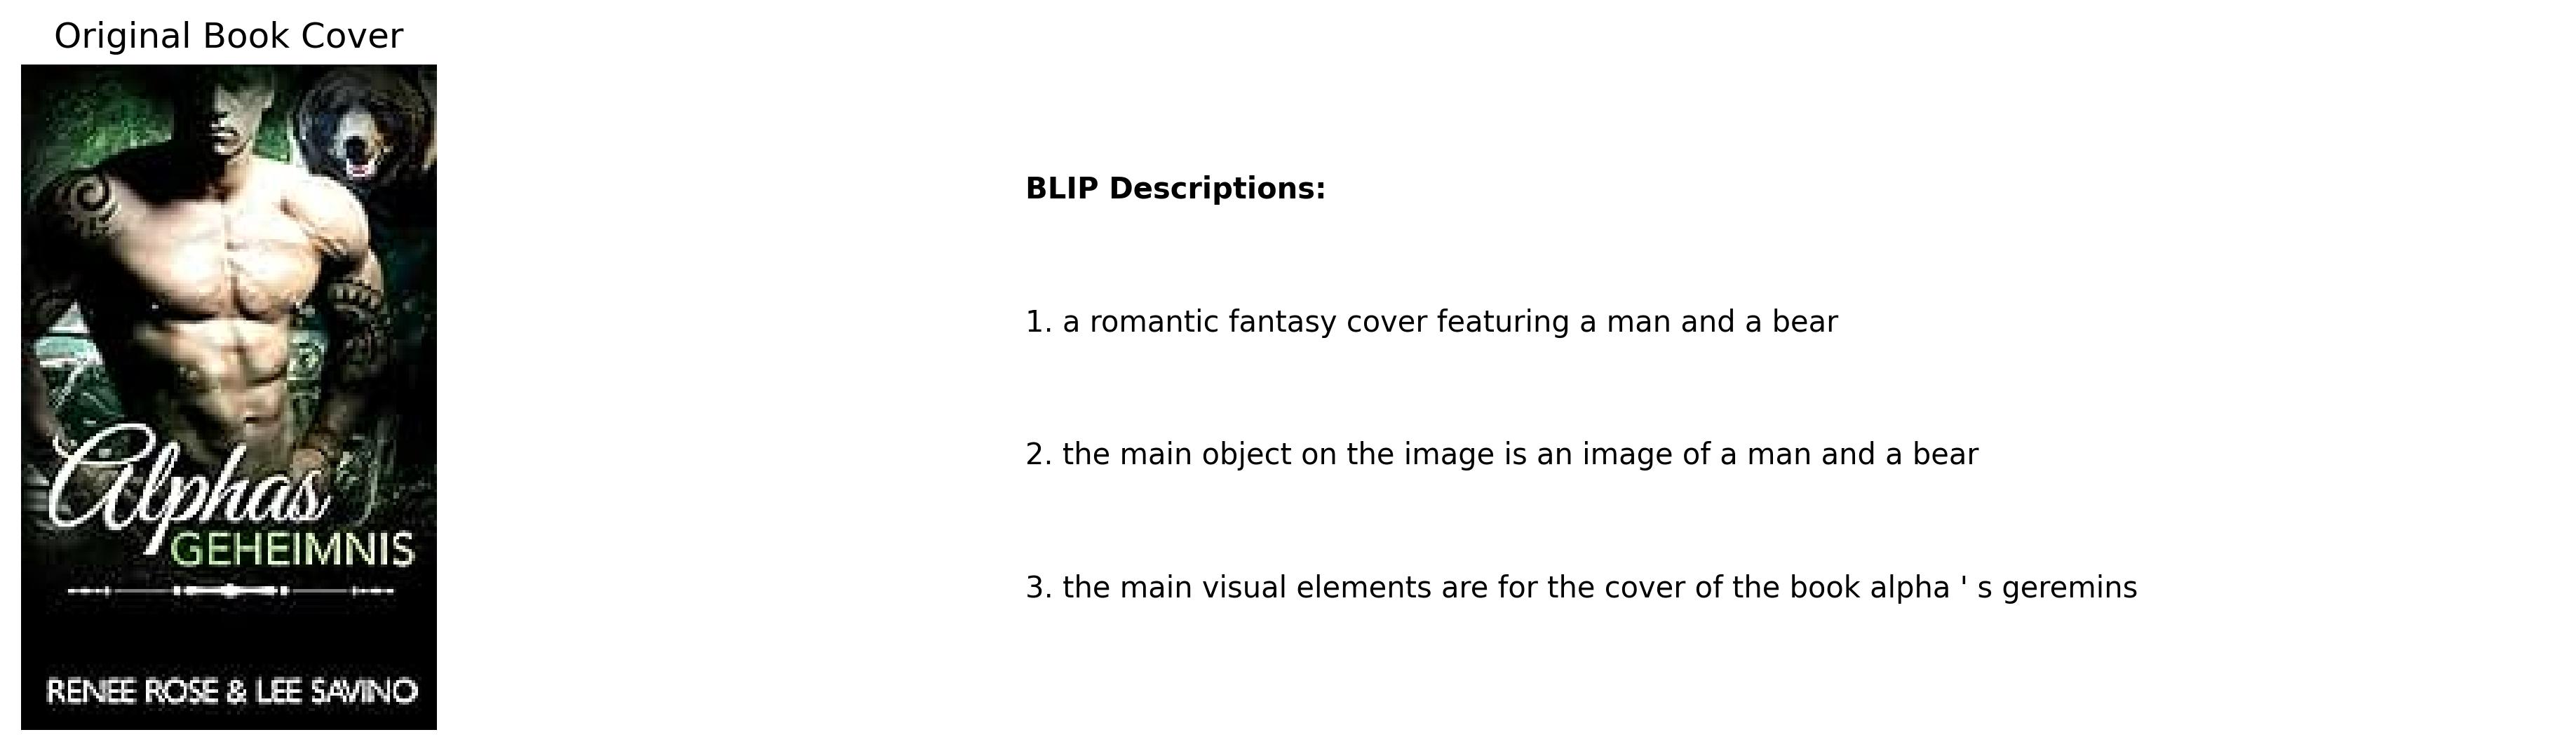 Original Book Cover
Alphas
GEHEIMNIS
RENEE ROSE & LEE SAVINO
BLIP Descriptions:
1. a romantic fantasy cover featuring a man and a bear
2. the main object on the image is an image of a man and a bear
3. the main visual elements are for the cover of the book alpha ' s geremins